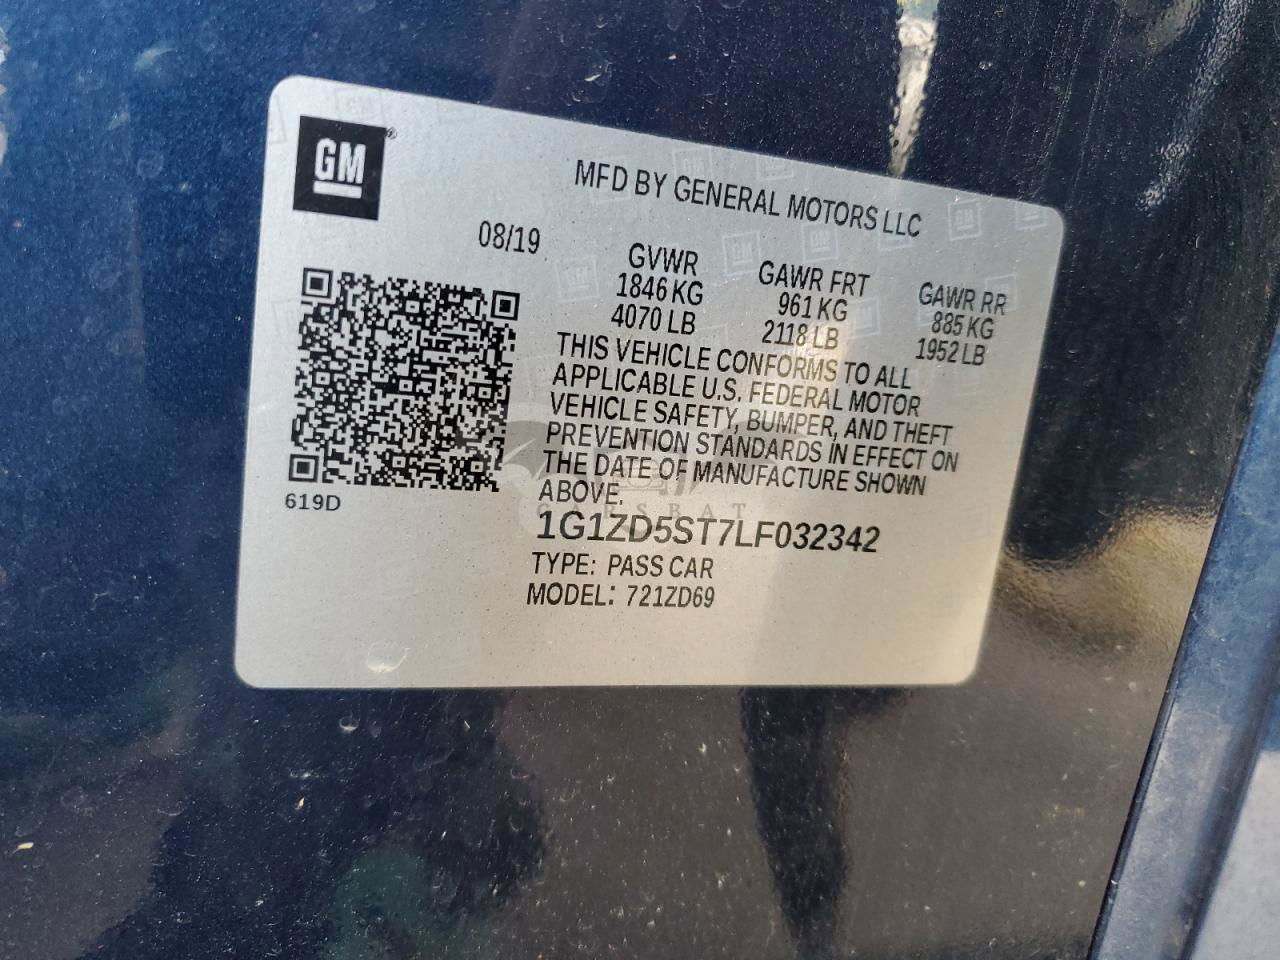 GM
MFD BY GENERAL MOTORS LLC
08/19
GVWR
1846 KG
4070 LB
GAWR FRT
961 KG
2118 LB
GAWR RR
885 KG
1952 LB
THIS VEHICLE CONFORMS TO ALL
APPLICABLE U.S. FEDERAL MOTOR
VEHICLE SAFETY, BUMPER, AND THEFT
PREVENTION STANDARDS IN EFFECT ON
THE DATE OF MANUFACTURE SHOWN
ABOVE.
CARSBAT
1G1ZD5ST7LF032342
TYPE: PASS CAR
MODEL: 721ZD69
619D